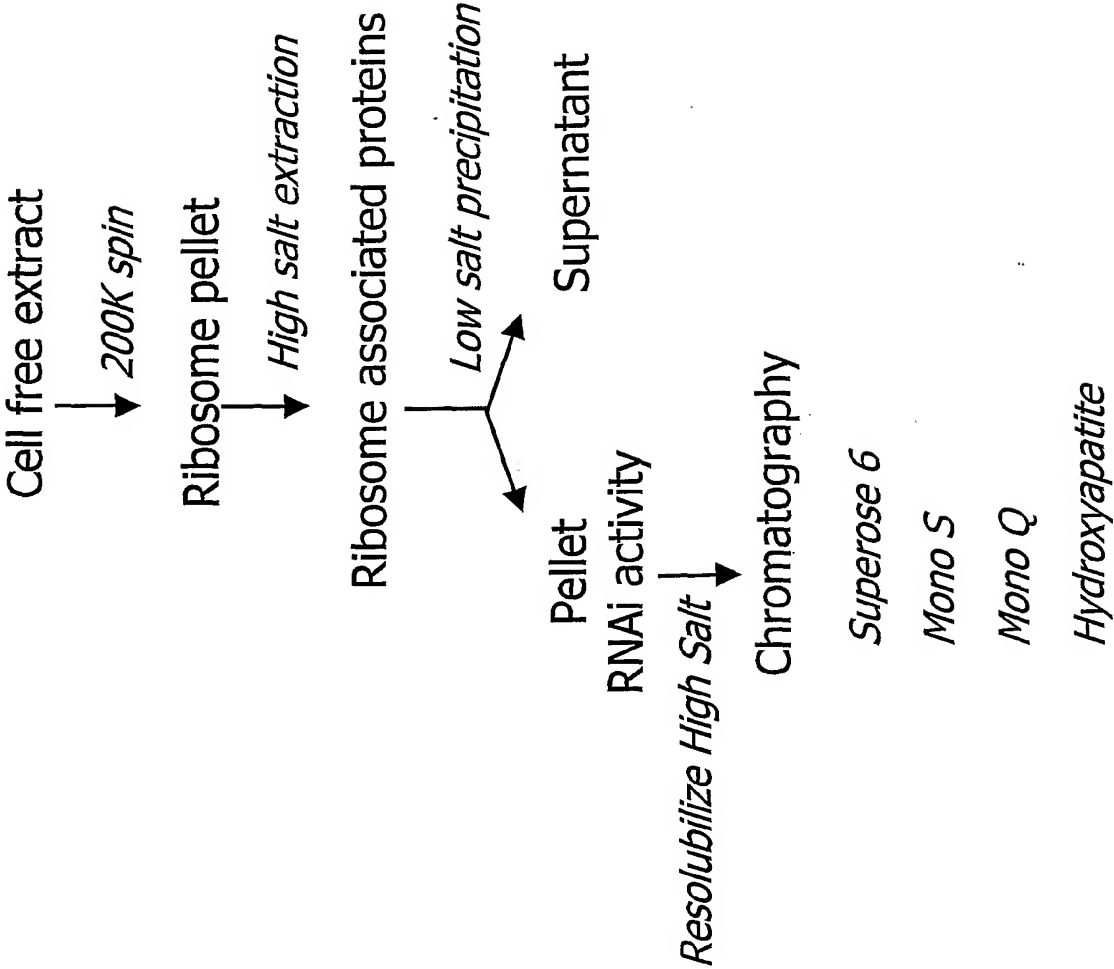 Cell free extract
200K spin
Ribosome pellet
High salt extraction
Ribosome associated proteins
Low salt precipitation
Pellet
RNAi activity
Supernatant
Resolubilize High Salt
Chromatography
Superose 6
Mono S
Mono Q
Hydroxyapatite